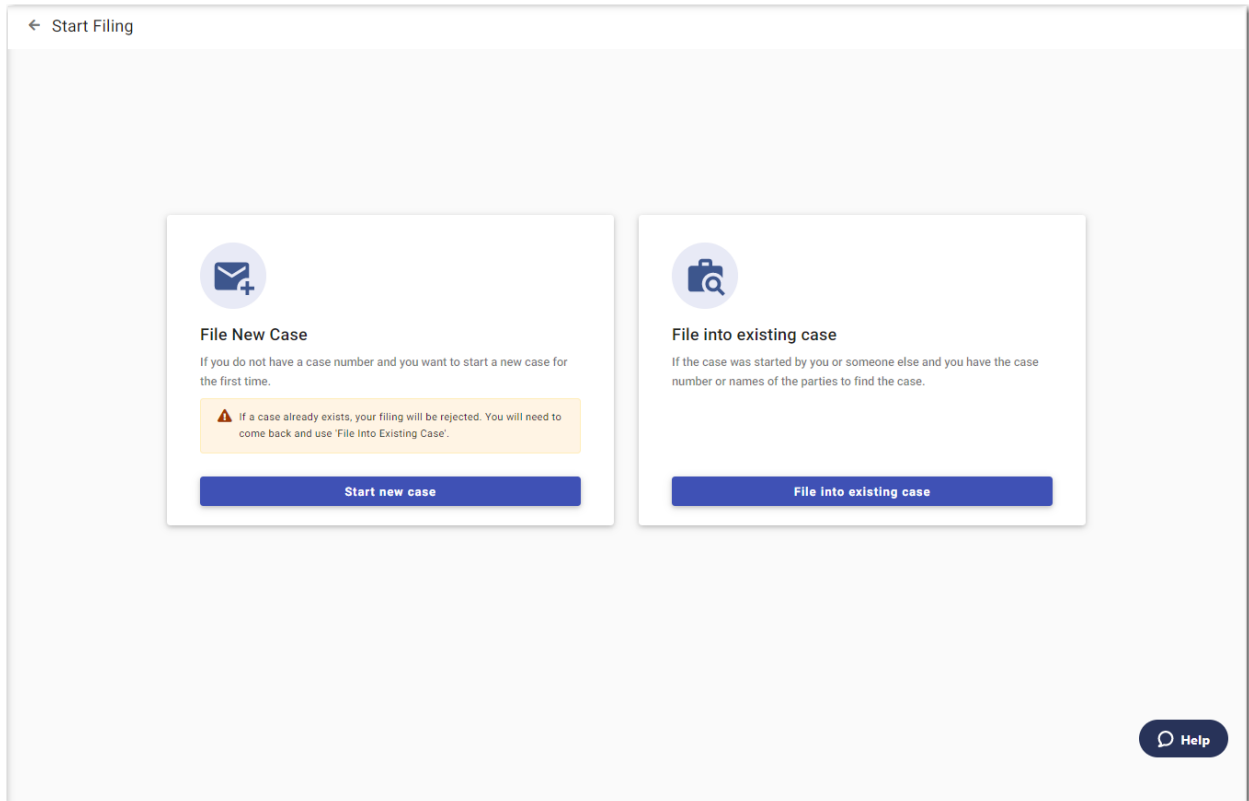 Start Filing
File New Case
If you do not have a case number and you want to start a new case for
the first time.
If a case already exists, your filing will be rejected. You will need to
come back and use 'File Into Existing Case'.
Start new case
File into existing case
If the case was started by you or someone else and you have the case
number or names of the parties to find the case.
File into existing case
Help